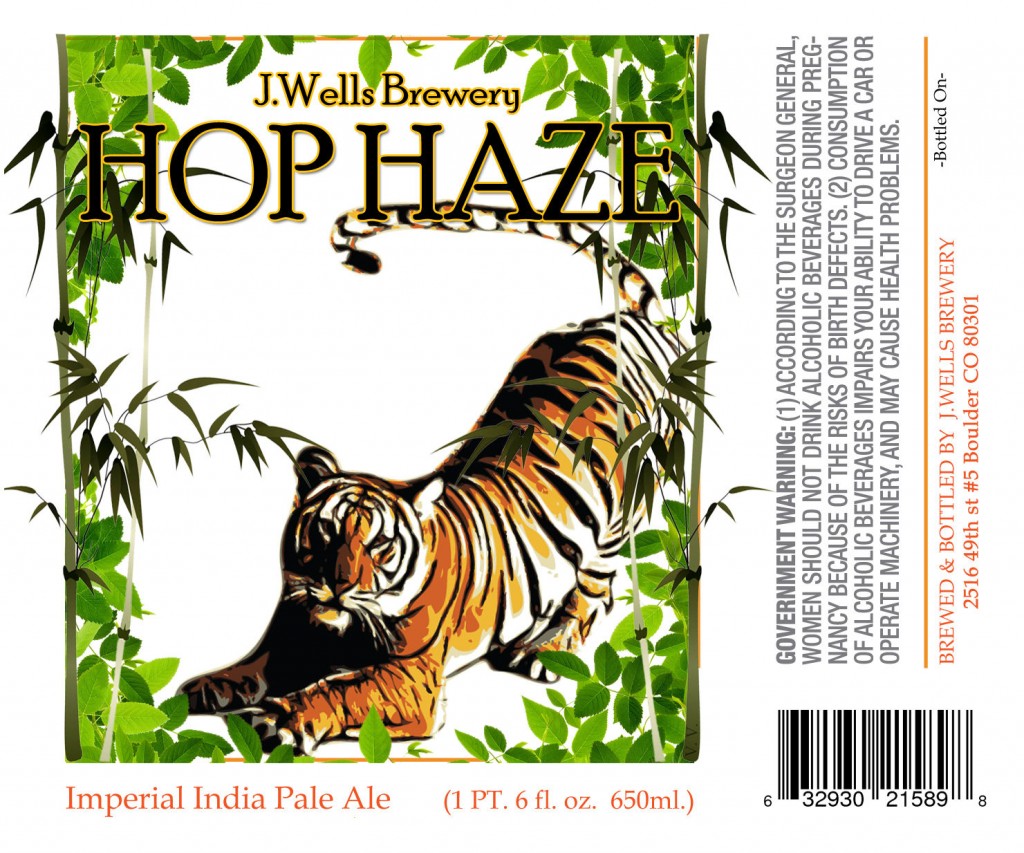 J.Wells Brewery
HOP HAZE
Imperial India Pale Ale (1 PT. 6 fl. oz. 650ml.)
GOVERNMENT WARNING: (1) ACCORDING TO THE SURGEON GENERAL,
WOMEN SHOULD NOT DRINK ALCOHOLIC BEVERAGES DURING PREG-
NANCY BECAUSE OF THE RISKS OF BIRTH DEFECTS. (2) CONSUMPTION
OF ALCOHOLIC BEVERAGES IMPAIRS YOUR ABILITY TO DRIVE A CAR OR
OPERATE MACHINERY, AND MAY CAUSE HEALTH PROBLEMS.
BREWED & BOTTLED BY J.WELLS BREWERY -Bottled On-
2516 49th st #5 Boulder CO 80301
6 32930 21589 8